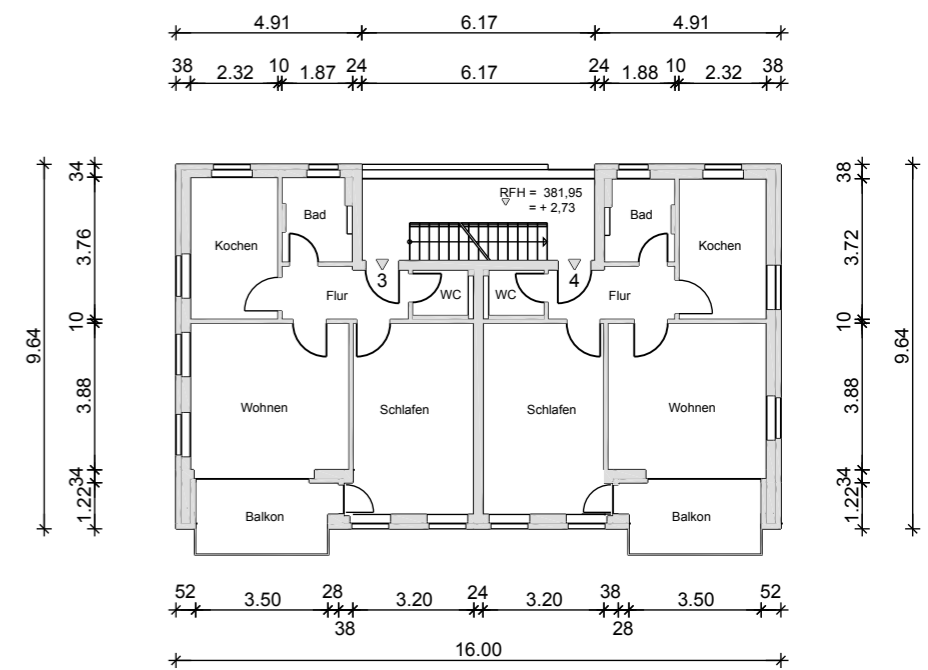 4.91 6.17 4.91
38 2.32 10 1.87 24 6.17 24 1.88 10 2.32 38
RFH = 381,95
= + 2,73
Bad Bad
Kochen Kochen
3 4
Flur WC WC Flur
Wohnen Schlafen Schlafen Wohnen
Balkon Balkon
9.64
34 3.76 10 3.88 34 1.22
38 3.72 10 3.88 34 1.22
9.64
52 3.50 28 3.20 24 3.20 38 3.50 52
38 28
16.00